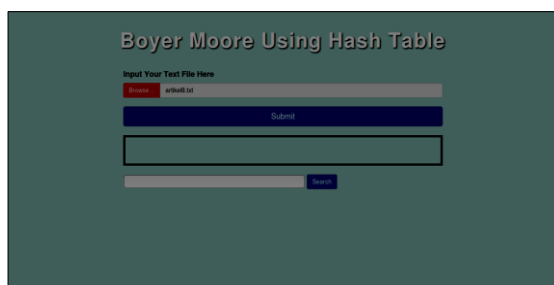 Boyer Moore Using Hash Table
Input Your Text File Here
Browse... artikel8.txt
Submit
Search